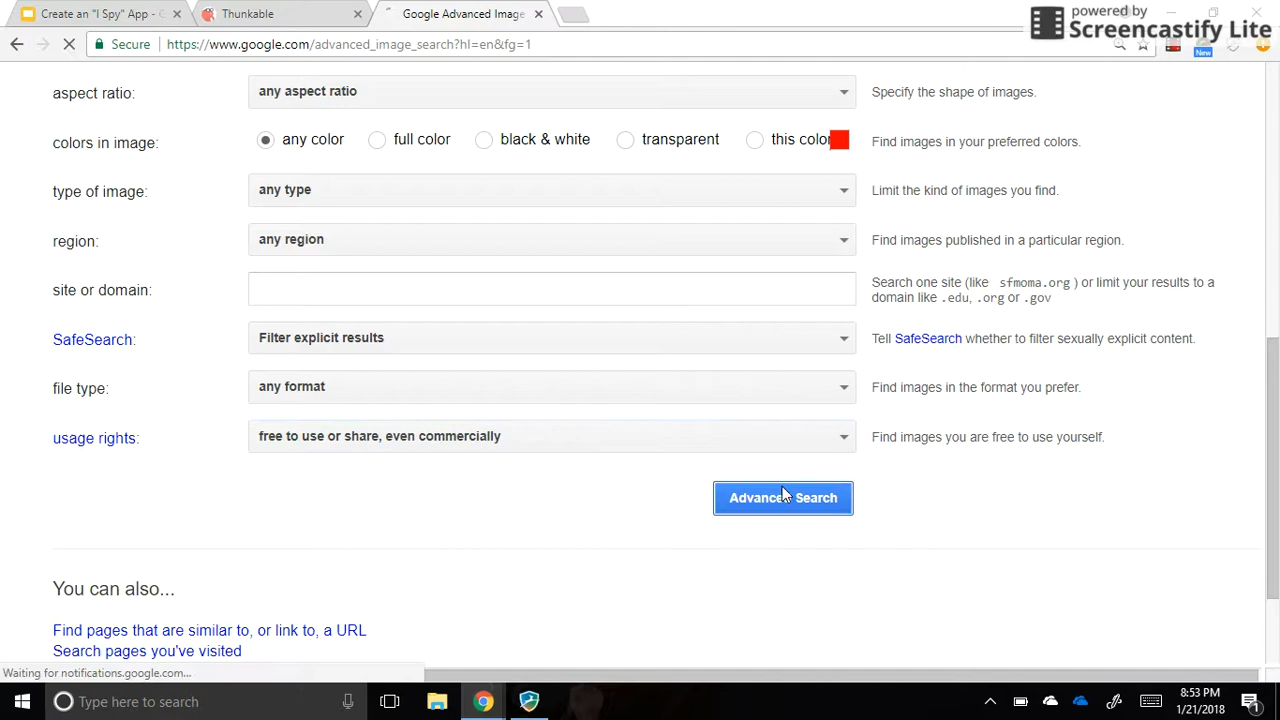 Create an "I Spy" App -
Thunkable
Google Advanced Image
powered by
Screencastify Lite
Secure
https://www.google.com/advanced_image_search?hl=en&fg=1
New
aspect ratio:
any aspect ratio
Specify the shape of images.
colors in image:
any color
full color
black & white
transparent
this color
Find images in your preferred colors.
type of image:
any type
Limit the kind of images you find.
region:
any region
Find images published in a particular region.
site or domain:
Search one site (like sfmoma.org ) or limit your results to a
domain like .edu, .org or .gov
SafeSearch:
Filter explicit results
Tell SafeSearch whether to filter sexually explicit content.
file type:
any format
Find images in the format you prefer.
usage rights:
free to use or share, even commercially
Find images you are free to use yourself.
Advanced Search
You can also...
Find pages that are similar to, or link to, a URL
Search pages you've visited
Waiting for notifications.google.com...
Type here to search
8:53 PM
1/21/2018
1